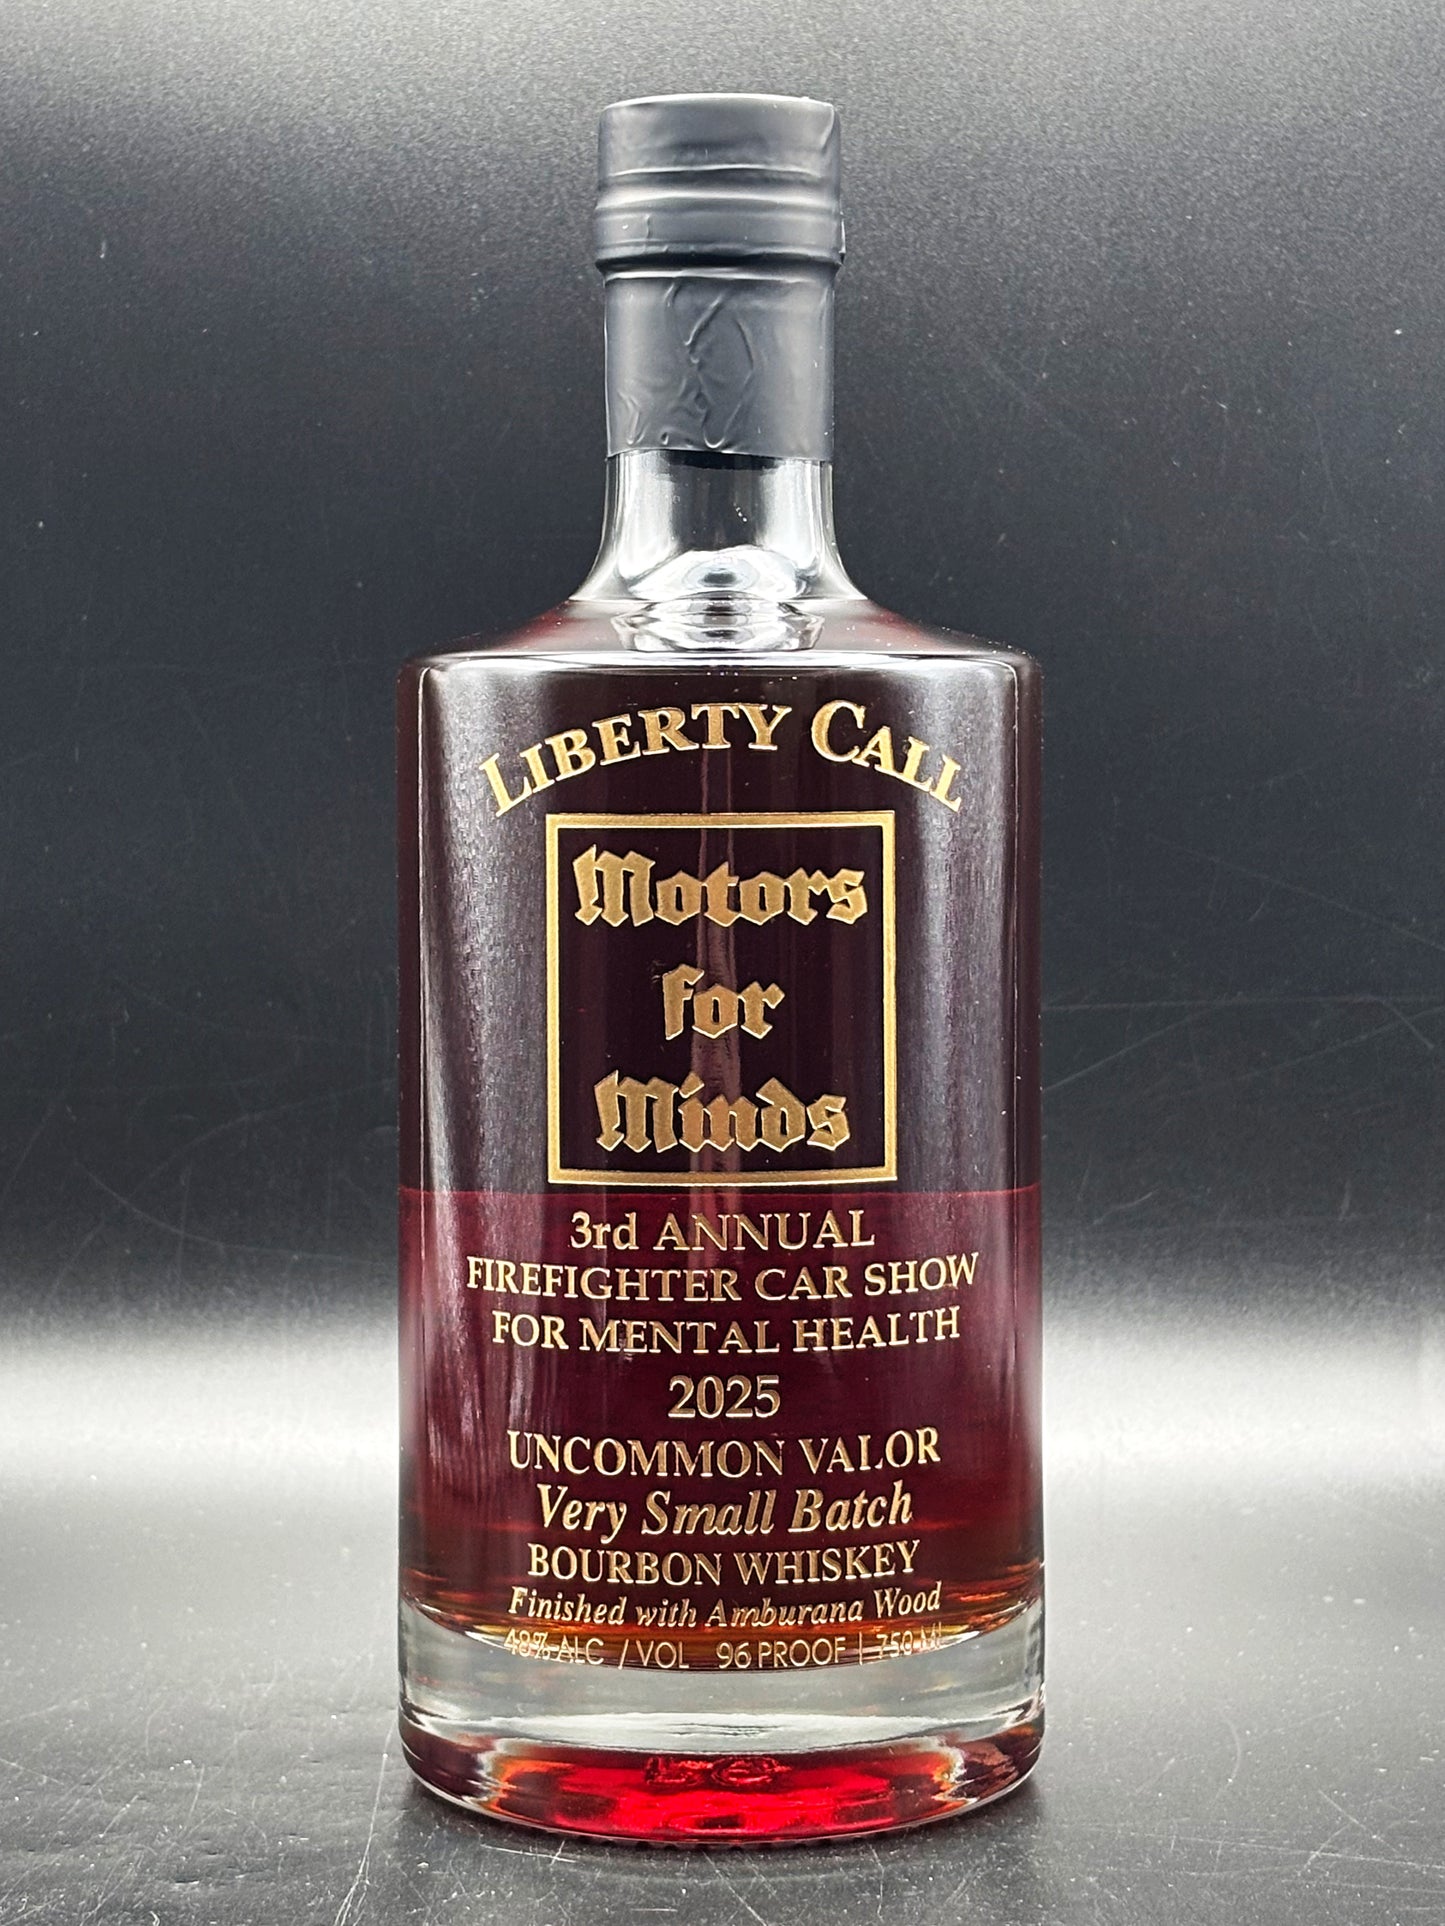 LIBERTY CALL
Motors
for
Minds
3rd ANNUAL
FIREFIGHTER CAR SHOW
FOR MENTAL HEALTH
2025
UNCOMMON VALOR
Very Small Batch
BOURBON WHISKEY
Finished with Amburana Wood
48% ALC / VOL 96 PROOF | 750 ML